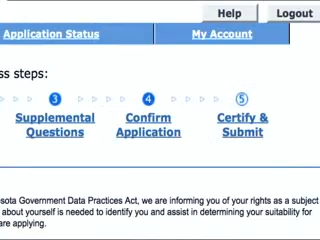 Help Logout
Application Status My Account
ss steps:
3 4 5
Supplemental Confirm Certify &
Questions Application Submit
sota Government Data Practices Act, we are informing you of your rights as a subject
about yourself is needed to identify you and assist in determining your suitability for
are applying.